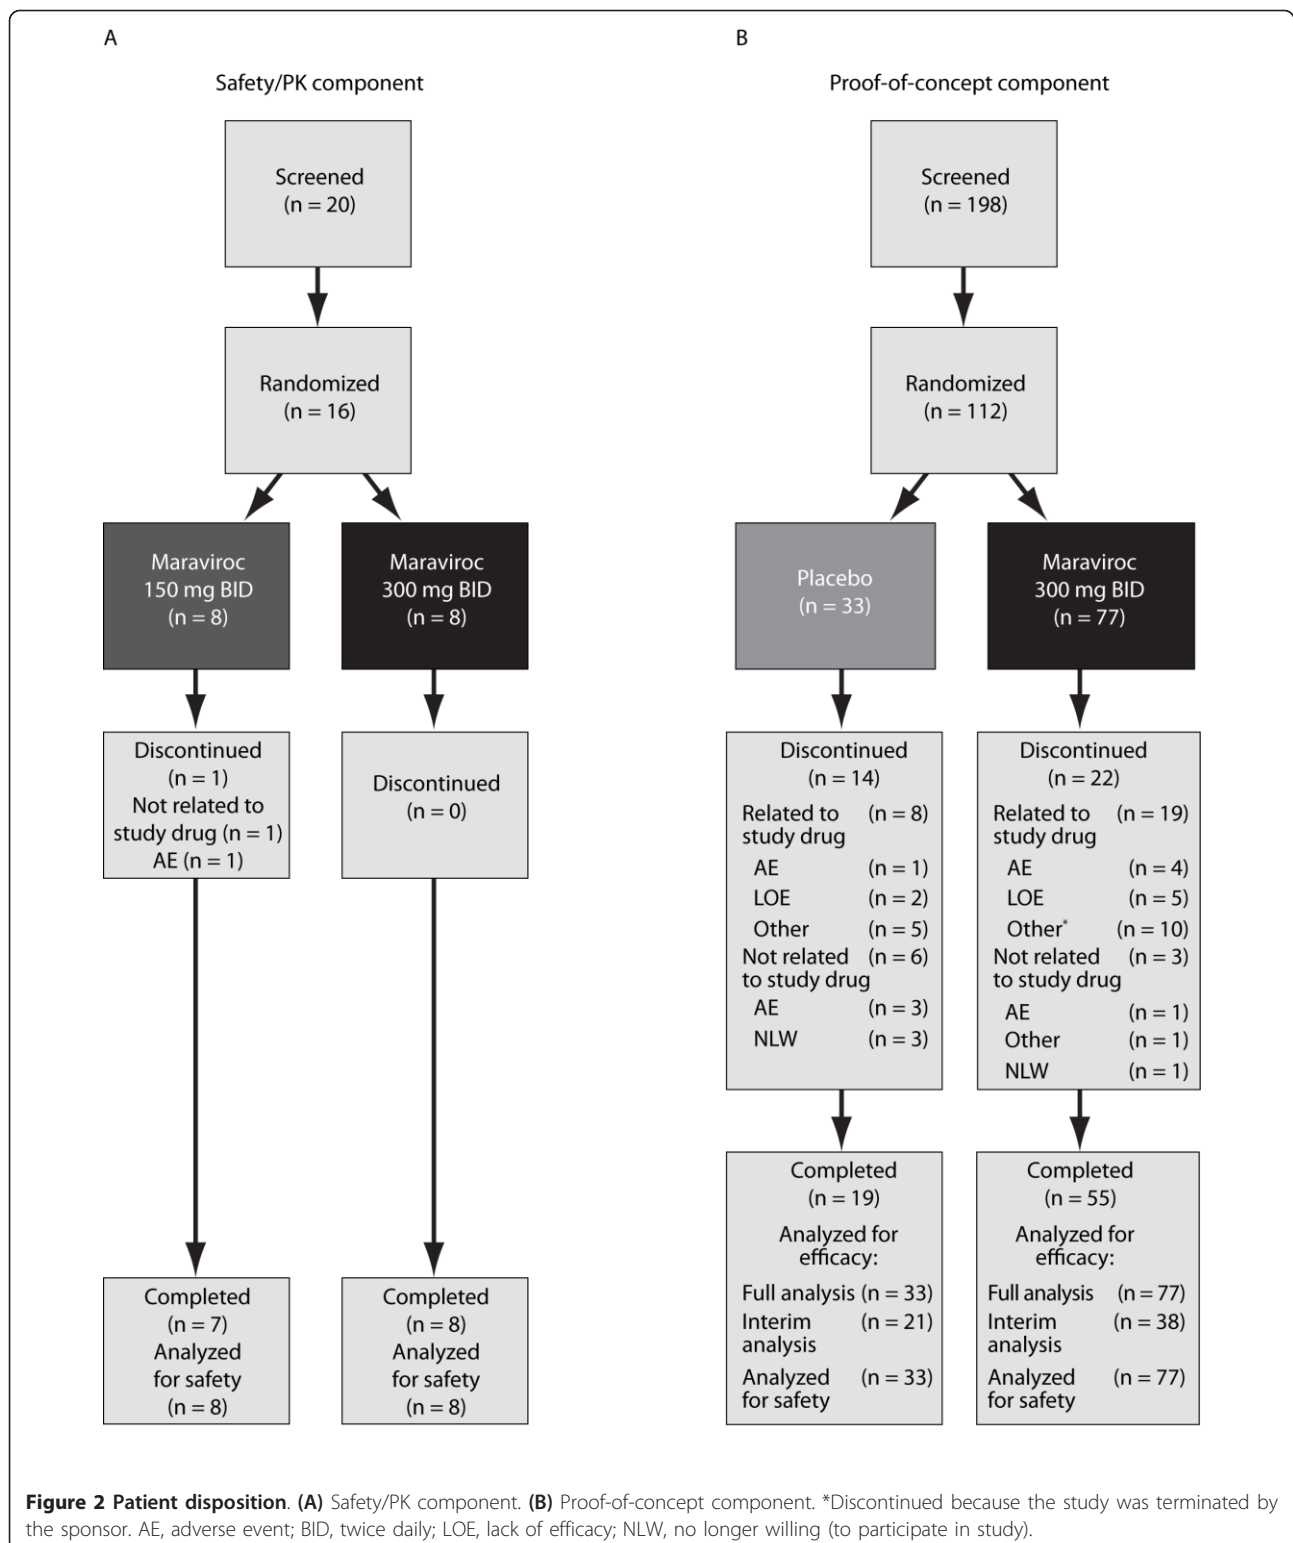 A
Safety/PK component
Screened
(n = 20)
Randomized
(n = 16)
Maraviroc
150 mg BID
(n = 8)
Maraviroc
300 mg BID
(n = 8)
Discontinued
(n = 1)
Not related to
study drug (n = 1)
AE (n = 1)
Discontinued
(n = 0)
Completed
(n = 7)
Analyzed
for safety
(n = 8)
Completed
(n = 8)
Analyzed
for safety
(n = 8)
B
Proof-of-concept component
Screened
(n = 198)
Randomized
(n = 112)
Placebo
(n = 33)
Maraviroc
300 mg BID
(n = 77)
Discontinued
(n = 14)
Related to (n = 8)
study drug
AE (n = 1)
LOE (n = 2)
Other (n = 5)
Not related (n = 6)
to study drug
AE (n = 3)
NLW (n = 3)
Discontinued
(n = 22)
Related to (n = 19)
study drug
AE (n = 4)
LOE (n = 5)
Other* (n = 10)
Not related (n = 3)
to study drug
AE (n = 1)
Other (n = 1)
NLW (n = 1)
Completed
(n = 19)
Analyzed for
efficacy:
Full analysis (n = 33)
Interim (n = 21)
analysis
Analyzed (n = 33)
for safety
Completed
(n = 55)
Analyzed for
efficacy:
Full analysis (n = 77)
Interim (n = 38)
analysis
Analyzed (n = 77)
for safety
Figure 2 Patient disposition. (A) Safety/PK component. (B) Proof-of-concept component. *Discontinued because the study was terminated by
the sponsor. AE, adverse event; BID, twice daily; LOE, lack of efficacy; NLW, no longer willing (to participate in study).